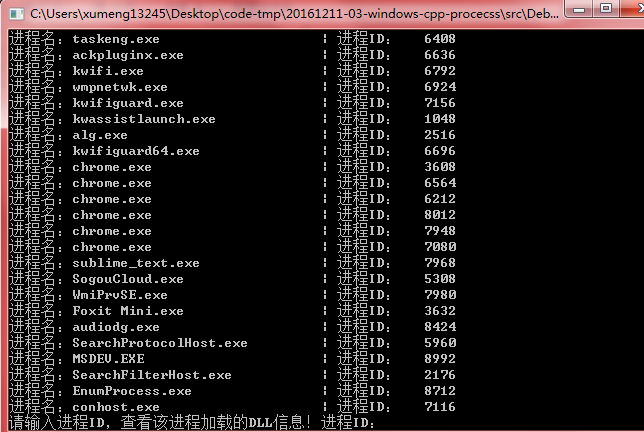 C:\Users\xumeng13245\Desktop\code-tmp\20161211-03-windows-cpp-procecss\src\Deb...
进程名：taskeng.exe ¦ 进程ID： 6408
进程名：ackpluginx.exe ¦ 进程ID： 6636
进程名：kwifi.exe ¦ 进程ID： 6792
进程名：wmpnetwk.exe ¦ 进程ID： 6924
进程名：kwifiguard.exe ¦ 进程ID： 7156
进程名：kwassistlaunch.exe ¦ 进程ID： 1048
进程名：alg.exe ¦ 进程ID： 2516
进程名：kwifiguard64.exe ¦ 进程ID： 6696
进程名：chrome.exe ¦ 进程ID： 3608
进程名：chrome.exe ¦ 进程ID： 6564
进程名：chrome.exe ¦ 进程ID： 6212
进程名：chrome.exe ¦ 进程ID： 8012
进程名：chrome.exe ¦ 进程ID： 7948
进程名：chrome.exe ¦ 进程ID： 7080
进程名：sublime_text.exe ¦ 进程ID： 7968
进程名：SogouCloud.exe ¦ 进程ID： 5308
进程名：WmiPrvSE.exe ¦ 进程ID： 7980
进程名：Foxit Mini.exe ¦ 进程ID： 3632
进程名：audiodg.exe ¦ 进程ID： 8424
进程名：SearchProtocolHost.exe ¦ 进程ID： 5960
进程名：MSDEV.EXE ¦ 进程ID： 8992
进程名：SearchFilterHost.exe ¦ 进程ID： 2176
进程名：EnumProcess.exe ¦ 进程ID： 8712
进程名：conhost.exe ¦ 进程ID： 7116
请输入进程ID，查看该进程加载的DLL信息！进程ID：